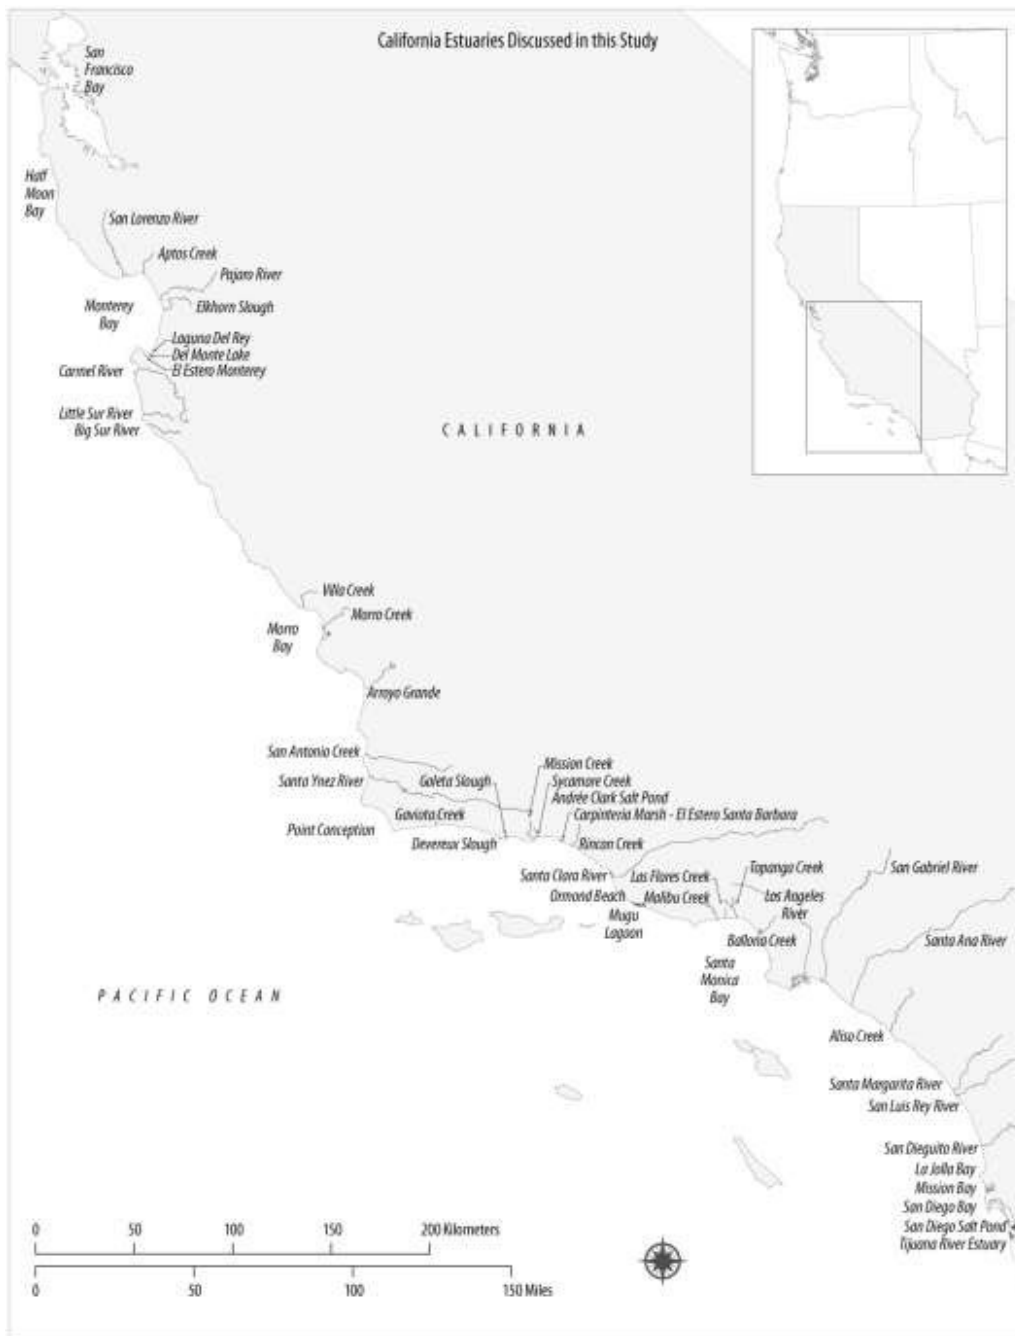 California Estuaries Discussed in this Study
San
Francisco
Bay
Half
Moon
Bay
San Lorenzo River
Aptos Creek
Pajaro River
Elkhorn Slough
Monterey
Bay
Laguna Del Rey
Del Monte Lake
El Estero Monterey
Carmel River
Little Sur River
Big Sur River
CALIFORNIA
Villa Creek
Morro Creek
Morro
Bay
Arroyo Grande
San Antonio Creek
Santa Ynez River
Goleta Slough
Mission Creek
Sycamore Creek
Andrée Clark Salt Pond
Carpinteria Marsh - El Estero Santa Barbara
Gaviota Creek
Point Conception
Devereux Slough
Rincon Creek
Santa Clara River
Las Flores Creek
Topanga Creek
San Gabriel River
Ormond Beach
Malibu Creek
Los Angeles
River
Mugu
Lagoon
Ballona Creek
Santa Ana River
Santa
Monica
Bay
PACIFIC OCEAN
Aliso Creek
Santa Margarita River
San Luis Rey River
San Dieguito River
La Jolla Bay
Mission Bay
San Diego Bay
San Diego Salt Pond
Tijuana River Estuary
0 50 100 150 200 Kilometers
0 50 100 150 Miles